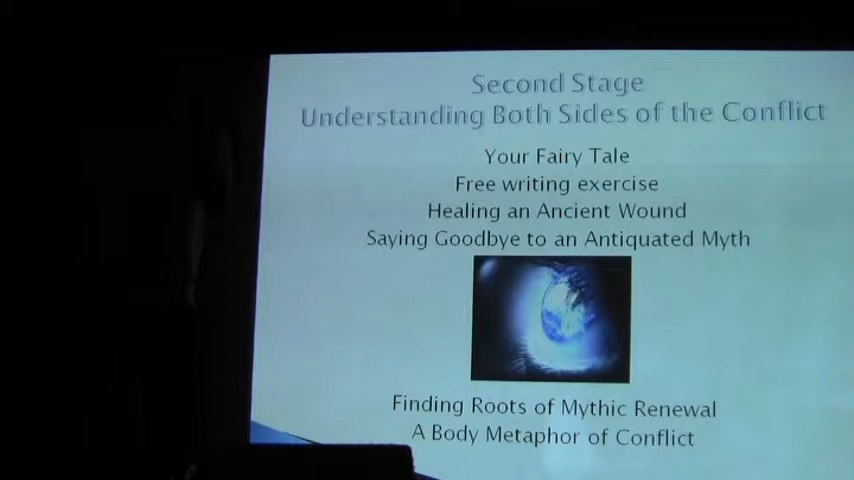 Second Stage
Understanding Both Sides of the Conflict
Your Fairy Tale
Free writing exercise
Healing an Ancient Wound
Saying Goodbye to an Antiquated Myth
Finding Roots of Mythic Renewal
A Body Metaphor of Conflict